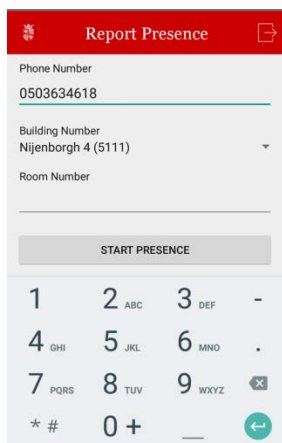 Report Presence
Phone Number
0503634618
Building Number
Nijenborgh 4 (5111)
Room Number
START PRESENCE
1 2 ABC 3 DEF -
4 GHI 5 JKL 6 MNO .
7 PQRS 8 TUV 9 WXYZ
* # 0 + _